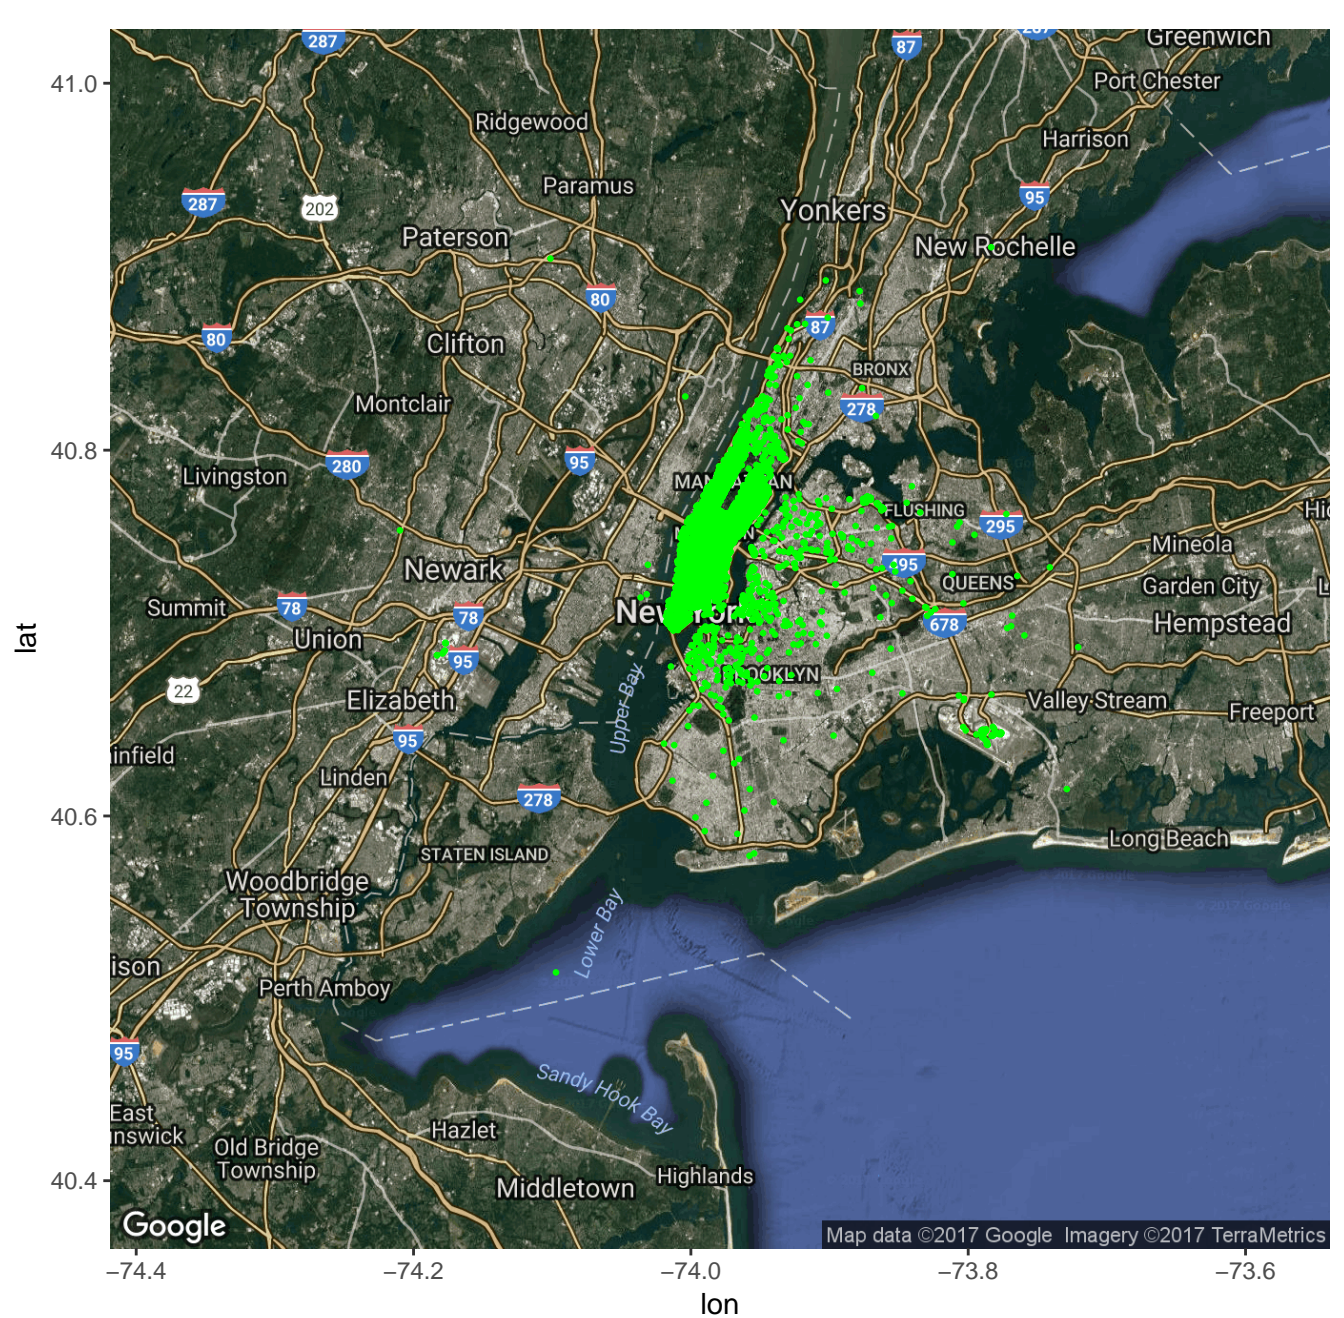 287
87
Greenwich
41.0
Port Chester
Ridgewood
Harrison
Paramus
287
202
95
Yonkers
Paterson
New Rochelle
80
87
80
Clifton
BRONX
Montclair
278
280
95
Livingston
FLUSHING
295
Mineola
495
Newark
QUEENS
Garden City
78
Summit
78
678
Hempstead
Union
lat
95
BROOKLYN
22
Elizabeth
Valley Stream
Freeport
Upper Bay
95
Linden
278
40.8
40.6
Long Beach
STATEN ISLAND
Woodbridge
Township
Lower Bay
Perth Amboy
95
Sandy Hook Bay
East
Hazlet
Old Bridge
Township
Highlands
40.4
Middletown
Google
Map data ©2017 Google Imagery ©2017 TerraMetrics
−74.4
−74.2
−74.0
−73.8
−73.6
lon